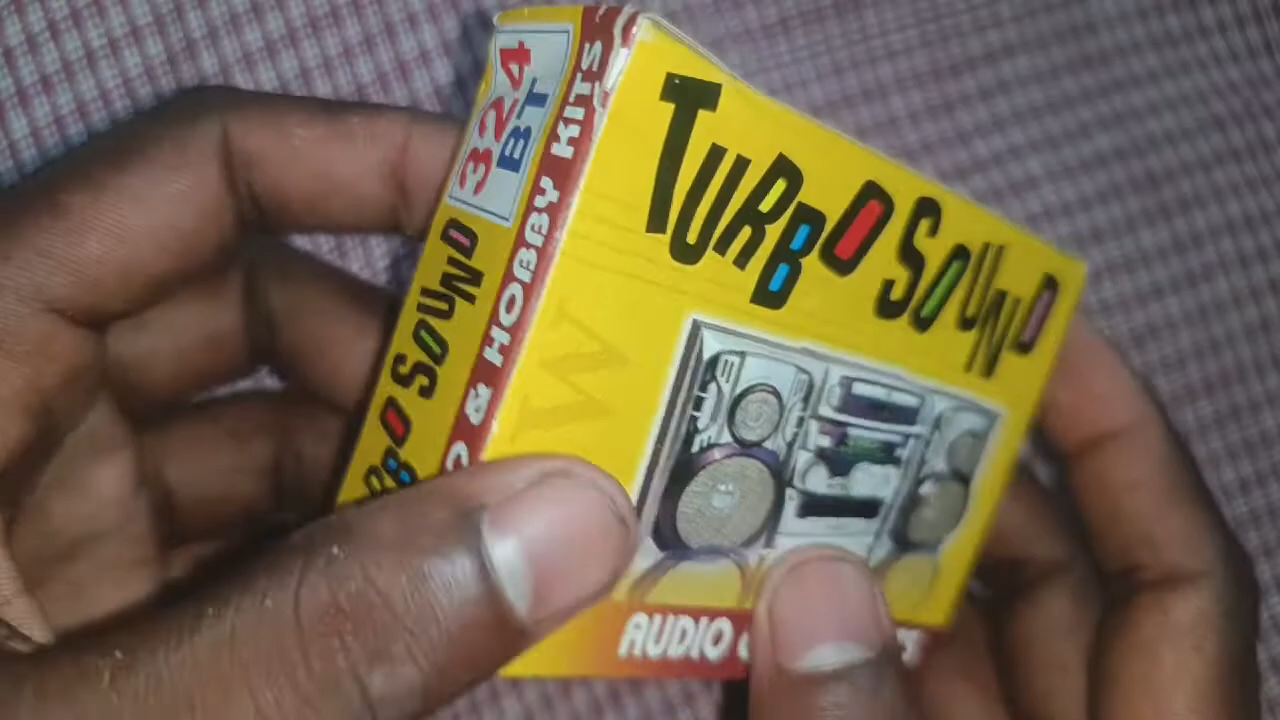 324
BT
TURBO SOUND
& HOBBY KITS
TURBO SOUND
W
AUDIO